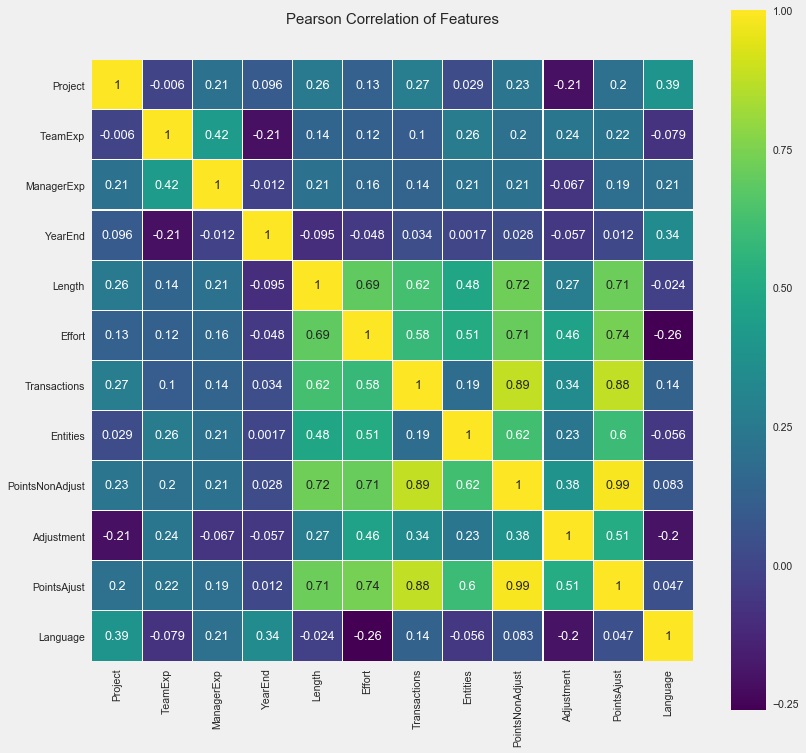 Pearson Correlation of Features
Project 1 -0.006 0.21 0.096 0.26 0.13 0.27 0.029 0.23 -0.21 0.2 0.39
TeamExp -0.006 1 0.42 -0.21 0.14 0.12 0.1 0.26 0.2 0.24 0.22 -0.079
ManagerExp 0.21 0.42 1 -0.012 0.21 0.16 0.14 0.21 0.21 -0.067 0.19 0.21
YearEnd 0.096 -0.21 -0.012 1 -0.095 -0.048 0.034 0.0017 0.028 -0.057 0.012 0.34
Length 0.26 0.14 0.21 -0.095 1 0.69 0.62 0.48 0.72 0.27 0.71 -0.024
Effort 0.13 0.12 0.16 -0.048 0.69 1 0.58 0.51 0.71 0.46 0.74 -0.26
Transactions 0.27 0.1 0.14 0.034 0.62 0.58 1 0.19 0.89 0.34 0.88 0.14
Entities 0.029 0.26 0.21 0.0017 0.48 0.51 0.19 1 0.62 0.23 0.6 -0.056
PointsNonAdjust 0.23 0.2 0.21 0.028 0.72 0.71 0.89 0.62 1 0.38 0.99 0.083
Adjustment -0.21 0.24 -0.067 -0.057 0.27 0.46 0.34 0.23 0.38 1 0.51 -0.2
PointsAjust 0.2 0.22 0.19 0.012 0.71 0.74 0.88 0.6 0.99 0.51 1 0.047
Language 0.39 -0.079 0.21 0.34 -0.024 -0.26 0.14 -0.056 0.083 -0.2 0.047 1
Project TeamExp ManagerExp YearEnd Length Effort Transactions Entities PointsNonAdjust Adjustment PointsAjust Language
1.00
0.75
0.50
0.25
0.00
-0.25